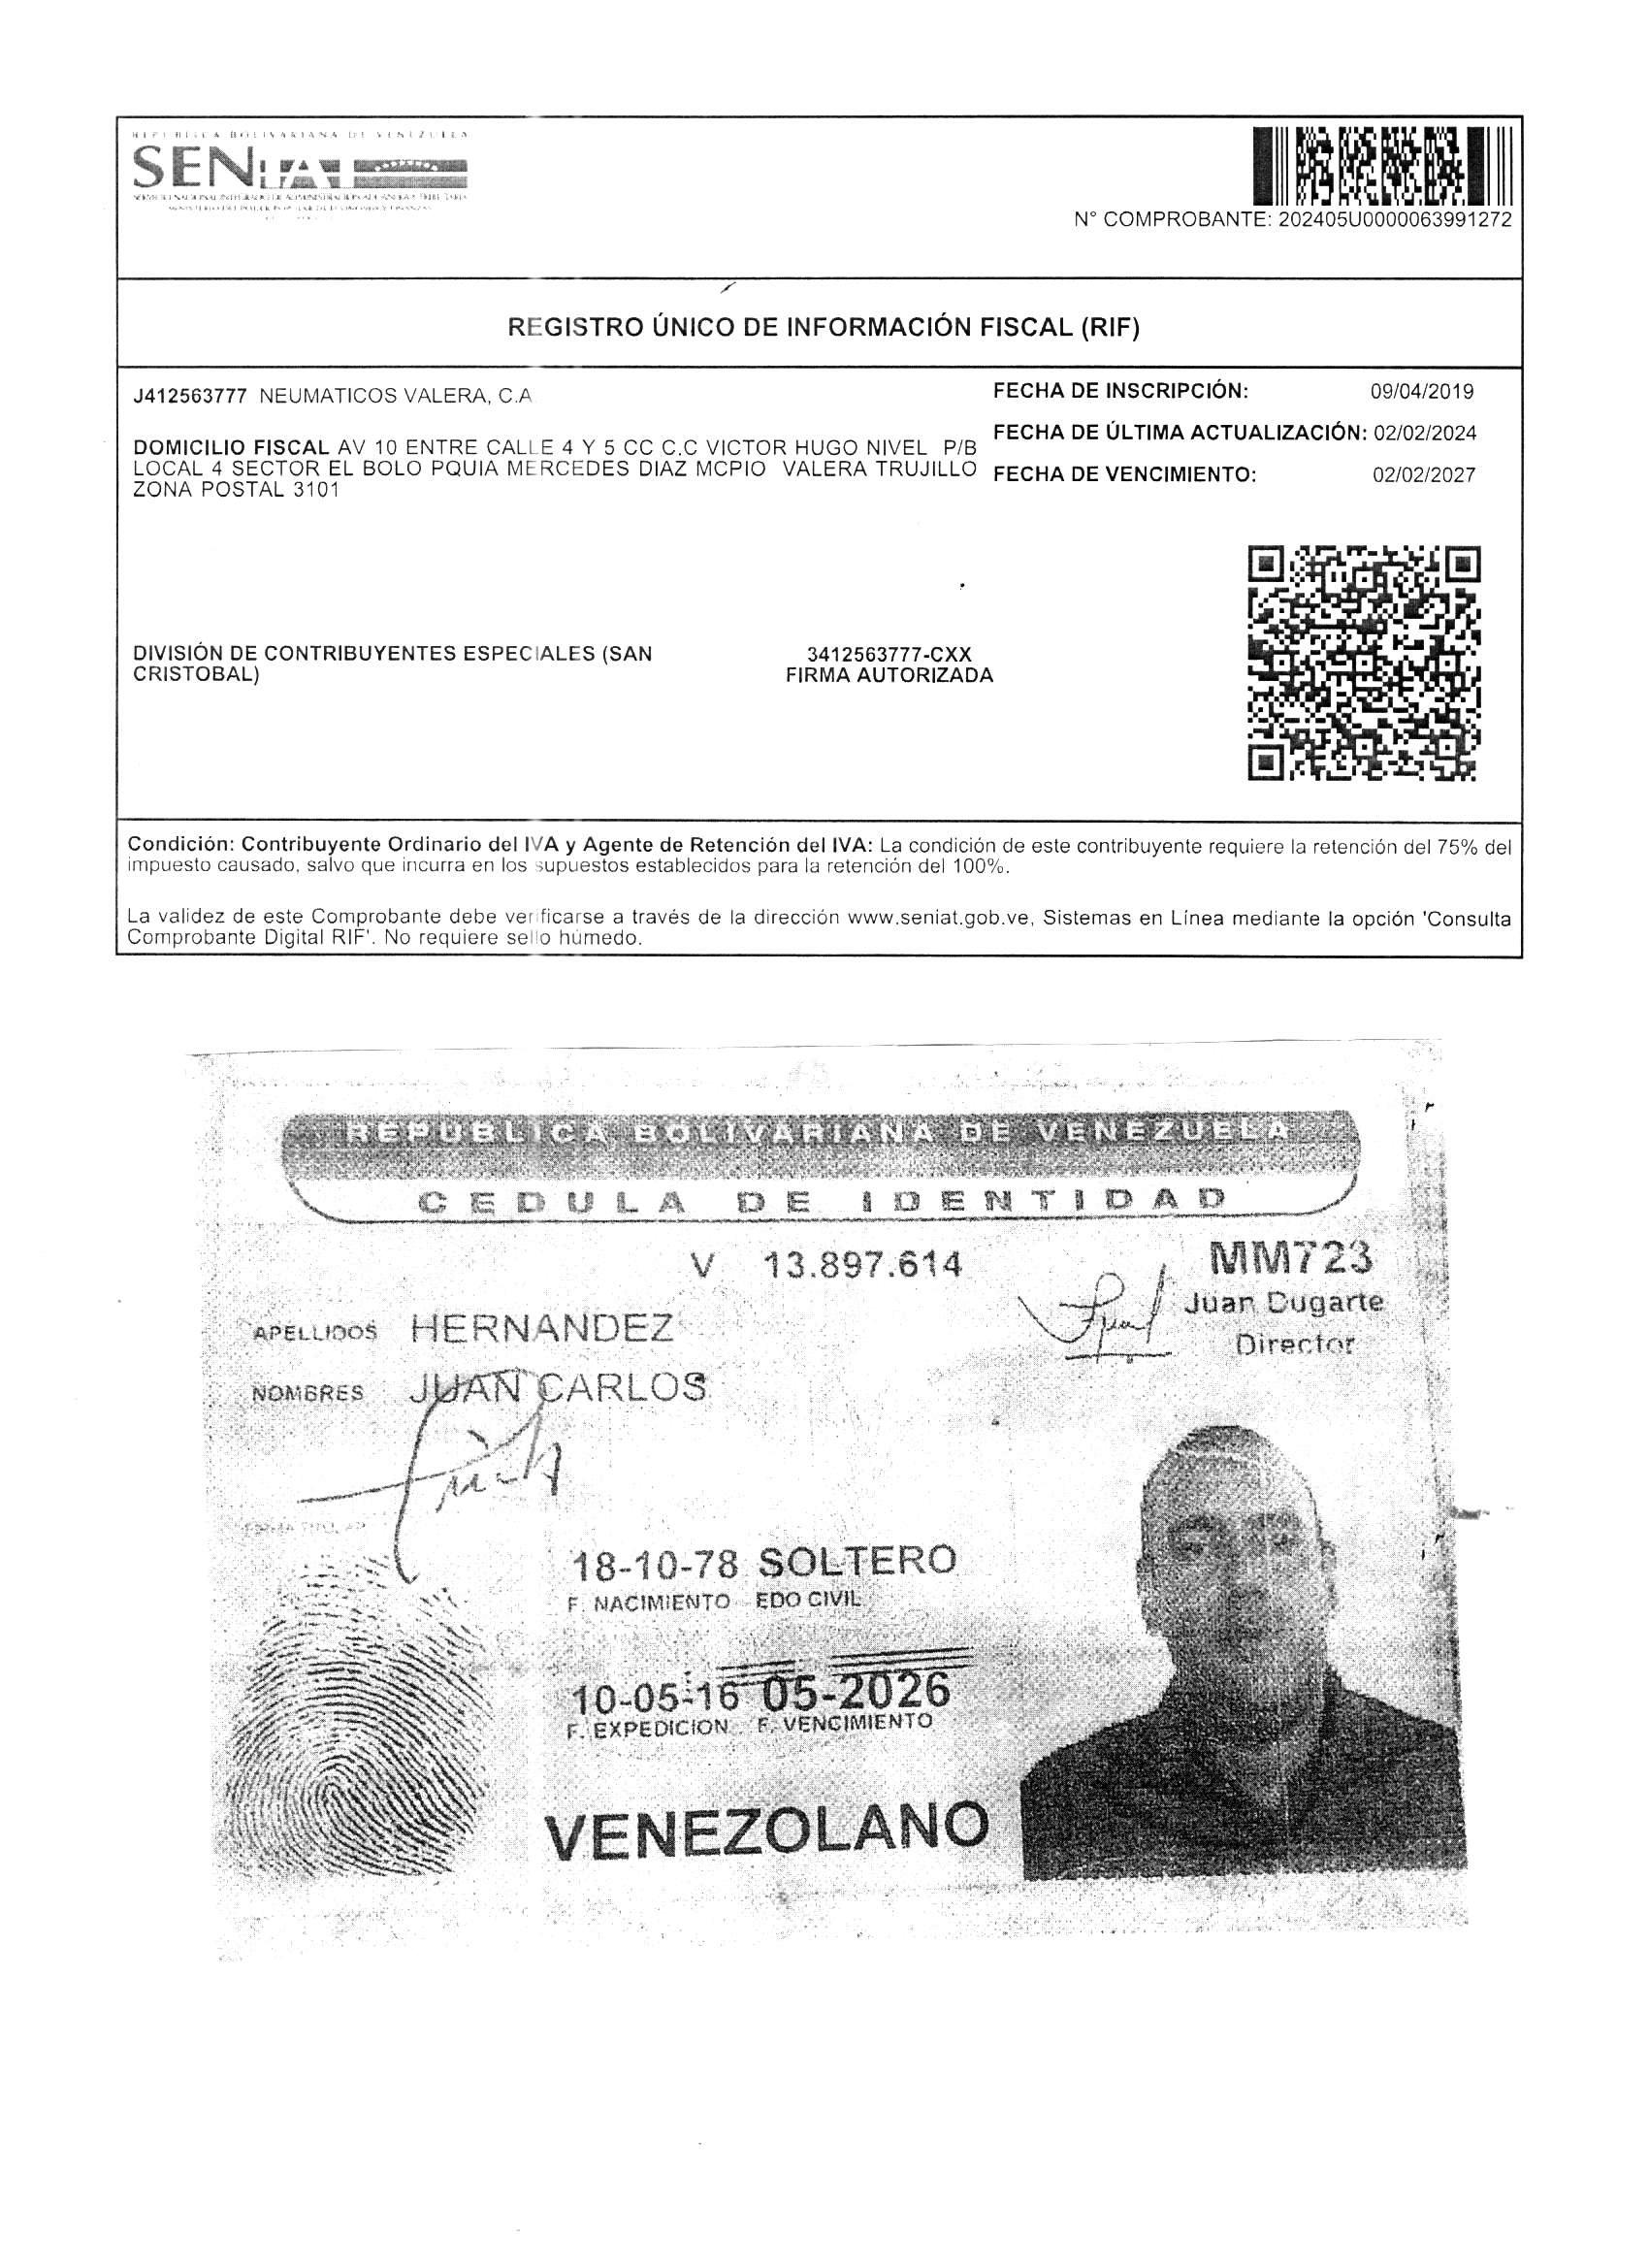 REPUBLICA BOLIVARIANA DE VENEZUELA
SENIAT
N° COMPROBANTE: 202405U0000063991272
REGISTRO ÚNICO DE INFORMACIÓN FISCAL (RIF)
J412563777 NEUMATICOS VALERA, C.A
FECHA DE INSCRIPCIÓN: 09/04/2019
FECHA DE ÚLTIMA ACTUALIZACIÓN: 02/02/2024
FECHA DE VENCIMIENTO: 02/02/2027
DOMICILIO FISCAL AV 10 ENTRE CALLE 4 Y 5 CC C.C VICTOR HUGO NIVEL P/B
LOCAL 4 SECTOR EL BOLO PQUIA MERCEDES DIAZ MCPIO VALERA TRUJILLO
ZONA POSTAL 3101
DIVISIÓN DE CONTRIBUYENTES ESPECIALES (SAN
CRISTOBAL)
3412563777-CXX
FIRMA AUTORIZADA
Condición: Contribuyente Ordinario del IVA y Agente de Retención del IVA: La condición de este contribuyente requiere la retención del 75% del
impuesto causado, salvo que incurra en los supuestos establecidos para la retención del 100%.
La validez de este Comprobante debe verificarse a través de la dirección www.seniat.gob.ve, Sistemas en Línea mediante la opción 'Consulta
Comprobante Digital RIF'. No requiere sello húmedo.
REPUBLICA BOLIVARIANA DE VENEZUELA
CEDULA DE IDENTIDAD
V 13.897.614
MM723
Juan Dugarte
Director
APELLIDOS HERNANDEZ
NOMBRES JUAN CARLOS
FIRMA TITULAR
18-10-78 SOLTERO
F. NACIMIENTO EDO CIVIL
10-05-16 05-2026
F. EXPEDICION F. VENCIMIENTO
VENEZOLANO